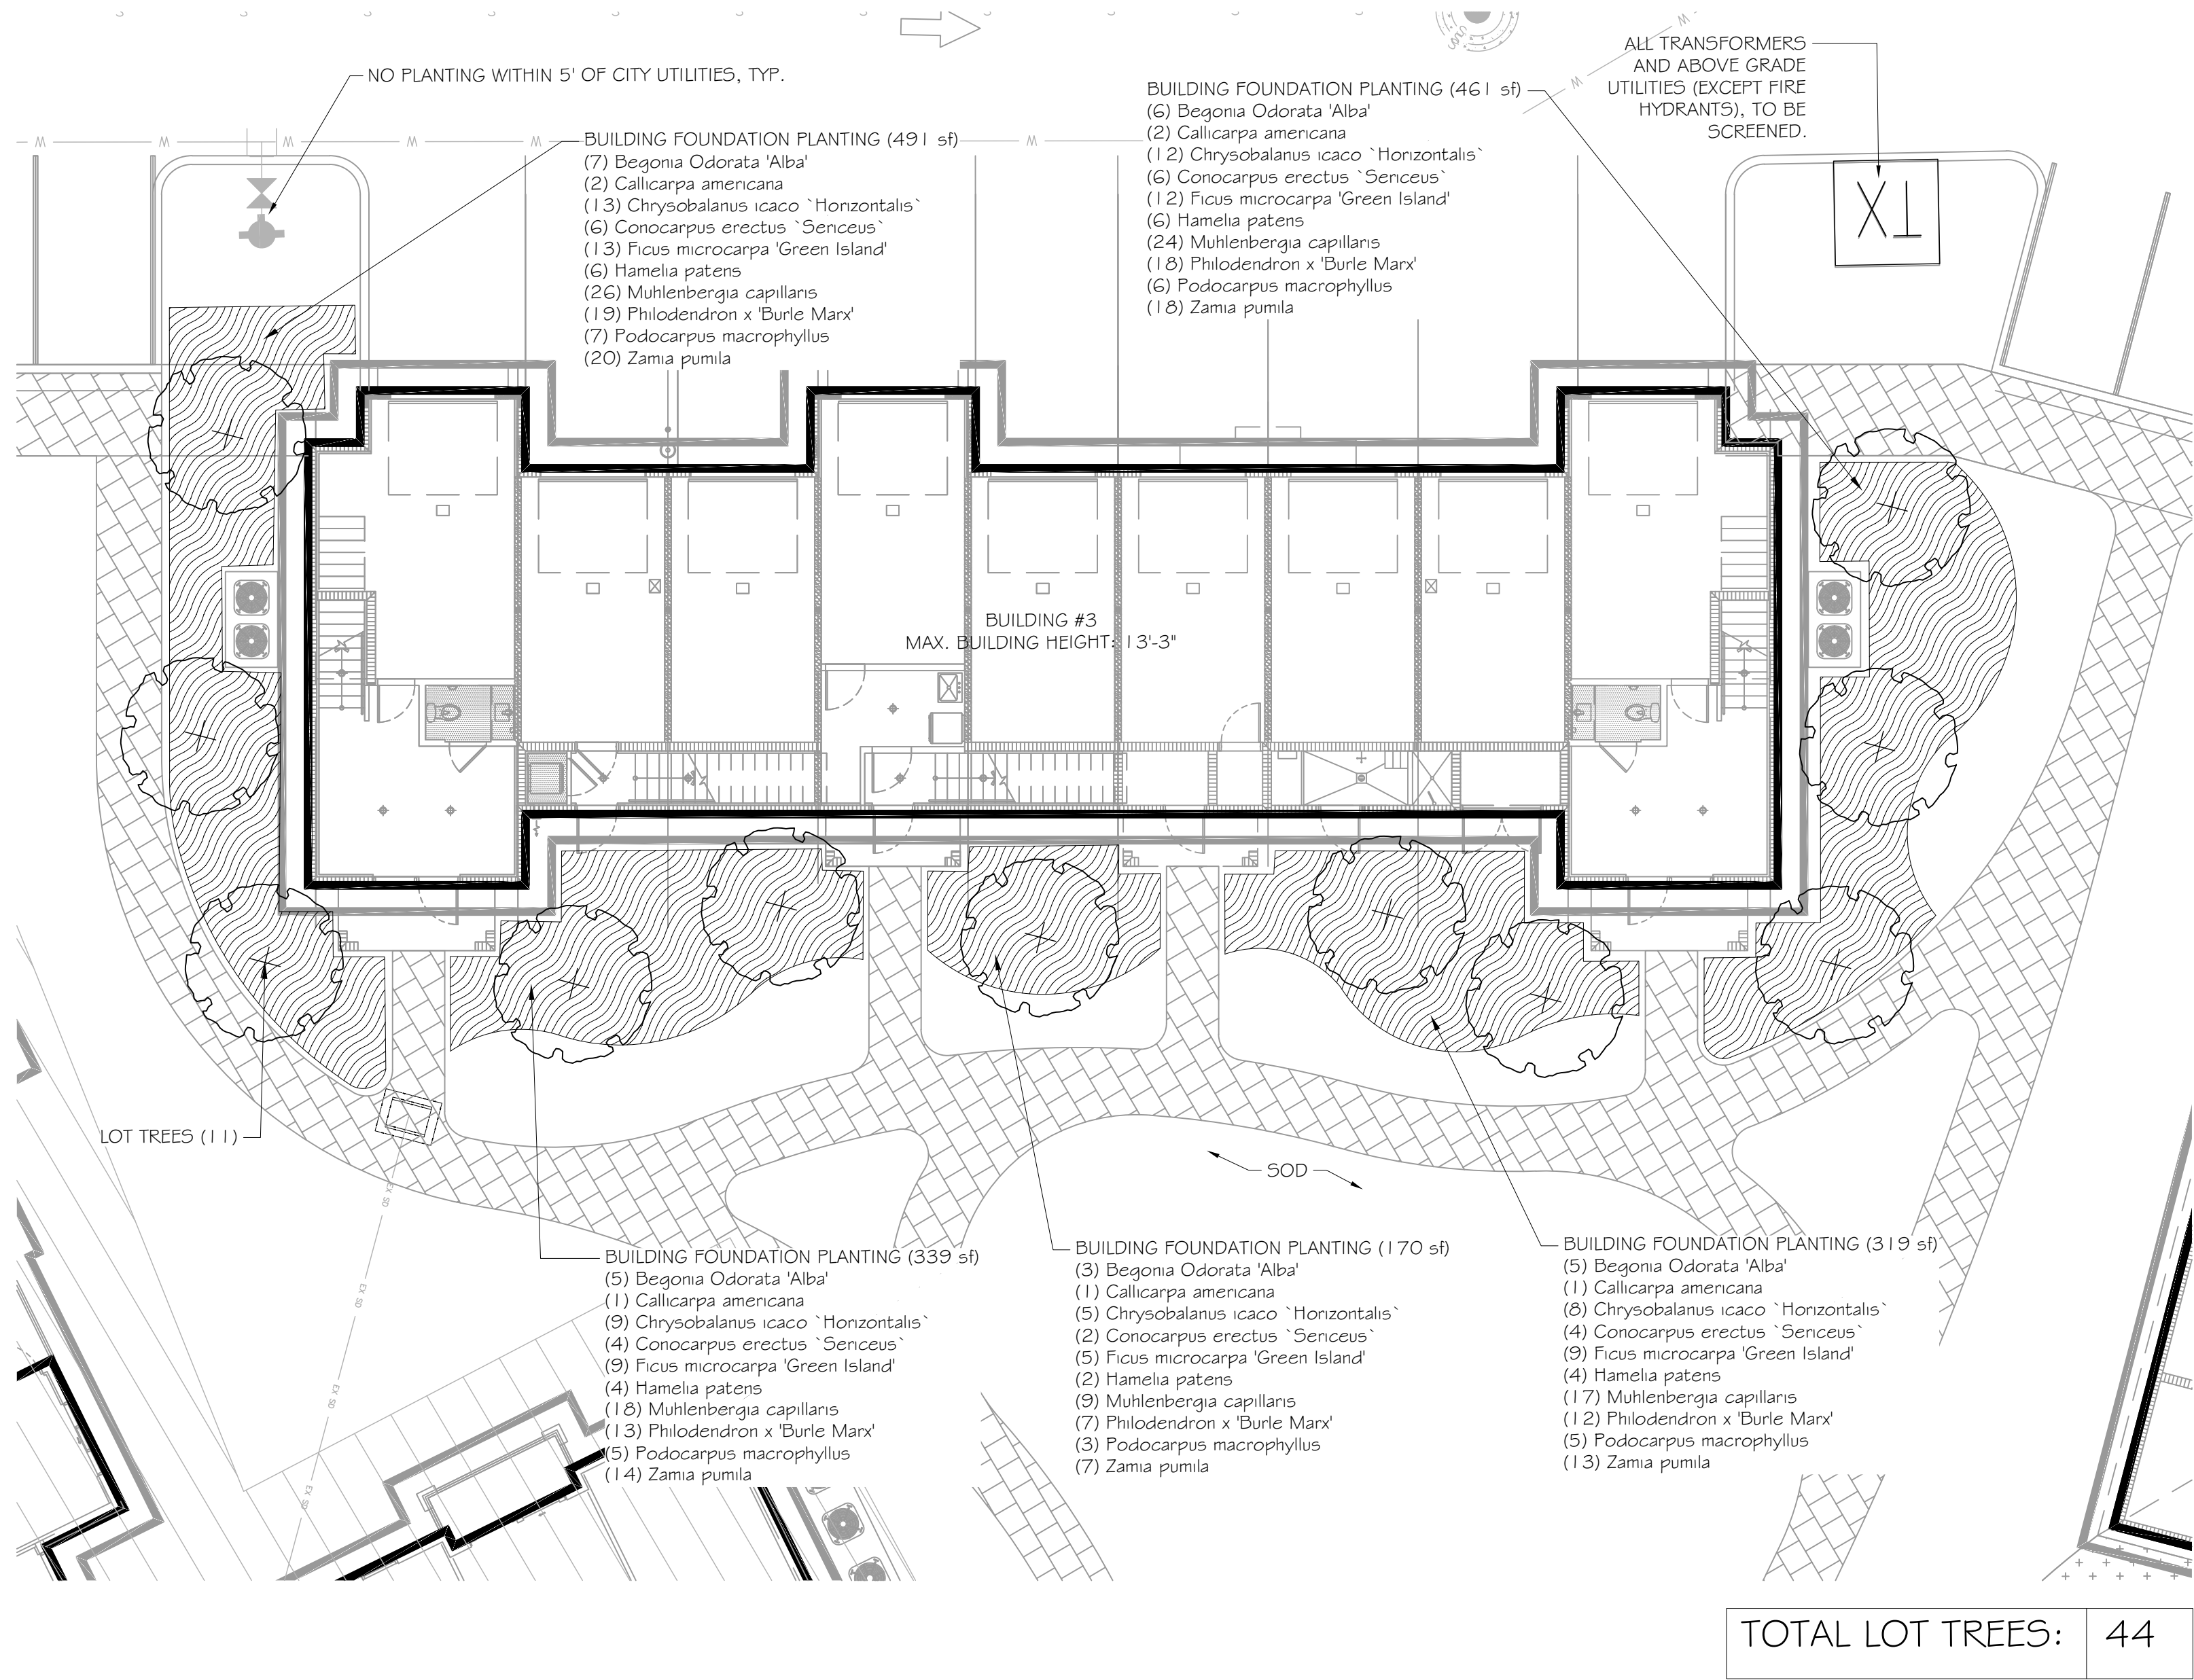 NO PLANTING WITHIN 5' OF CITY UTILITIES, TYP.
ALL TRANSFORMERS
AND ABOVE GRADE
UTILITIES (EXCEPT FIRE
HYDRANTS), TO BE
SCREENED.
TX
BUILDING FOUNDATION PLANTING (491 sf)
(7) Begonia Odorata 'Alba'
(2) Callicarpa americana
(13) Chrysobalanus icaco `Horizontalis`
(6) Conocarpus erectus `Sericeus`
(13) Ficus microcarpa 'Green Island'
(6) Hamelia patens
(26) Muhlenbergia capillaris
(19) Philodendron x 'Burle Marx'
(7) Podocarpus macrophyllus
(20) Zamia pumila
BUILDING FOUNDATION PLANTING (461 sf)
(6) Begonia Odorata 'Alba'
(2) Callicarpa americana
(12) Chrysobalanus icaco `Horizontalis`
(6) Conocarpus erectus `Sericeus`
(12) Ficus microcarpa 'Green Island'
(6) Hamelia patens
(24) Muhlenbergia capillaris
(18) Philodendron x 'Burle Marx'
(6) Podocarpus macrophyllus
(18) Zamia pumila
W W W W W W
W W
BUILDING #3
MAX. BUILDING HEIGHT: 13'-3"
LOT TREES (11)
SOD
EX SD
EX SD
EX SD
EX SD
BUILDING FOUNDATION PLANTING (339 sf)
(5) Begonia Odorata 'Alba'
(1) Callicarpa americana
(9) Chrysobalanus icaco `Horizontalis`
(4) Conocarpus erectus `Sericeus`
(9) Ficus microcarpa 'Green Island'
(4) Hamelia patens
(18) Muhlenbergia capillaris
(13) Philodendron x 'Burle Marx'
(5) Podocarpus macrophyllus
(14) Zamia pumila
BUILDING FOUNDATION PLANTING (170 sf)
(3) Begonia Odorata 'Alba'
(1) Callicarpa americana
(5) Chrysobalanus icaco `Horizontalis`
(2) Conocarpus erectus `Sericeus`
(5) Ficus microcarpa 'Green Island'
(2) Hamelia patens
(9) Muhlenbergia capillaris
(7) Philodendron x 'Burle Marx'
(3) Podocarpus macrophyllus
(7) Zamia pumila
BUILDING FOUNDATION PLANTING (319 sf)
(5) Begonia Odorata 'Alba'
(1) Callicarpa americana
(8) Chrysobalanus icaco `Horizontalis`
(4) Conocarpus erectus `Sericeus`
(9) Ficus microcarpa 'Green Island'
(4) Hamelia patens
(17) Muhlenbergia capillaris
(12) Philodendron x 'Burle Marx'
(5) Podocarpus macrophyllus
(13) Zamia pumila
TOTAL LOT TREES: 44